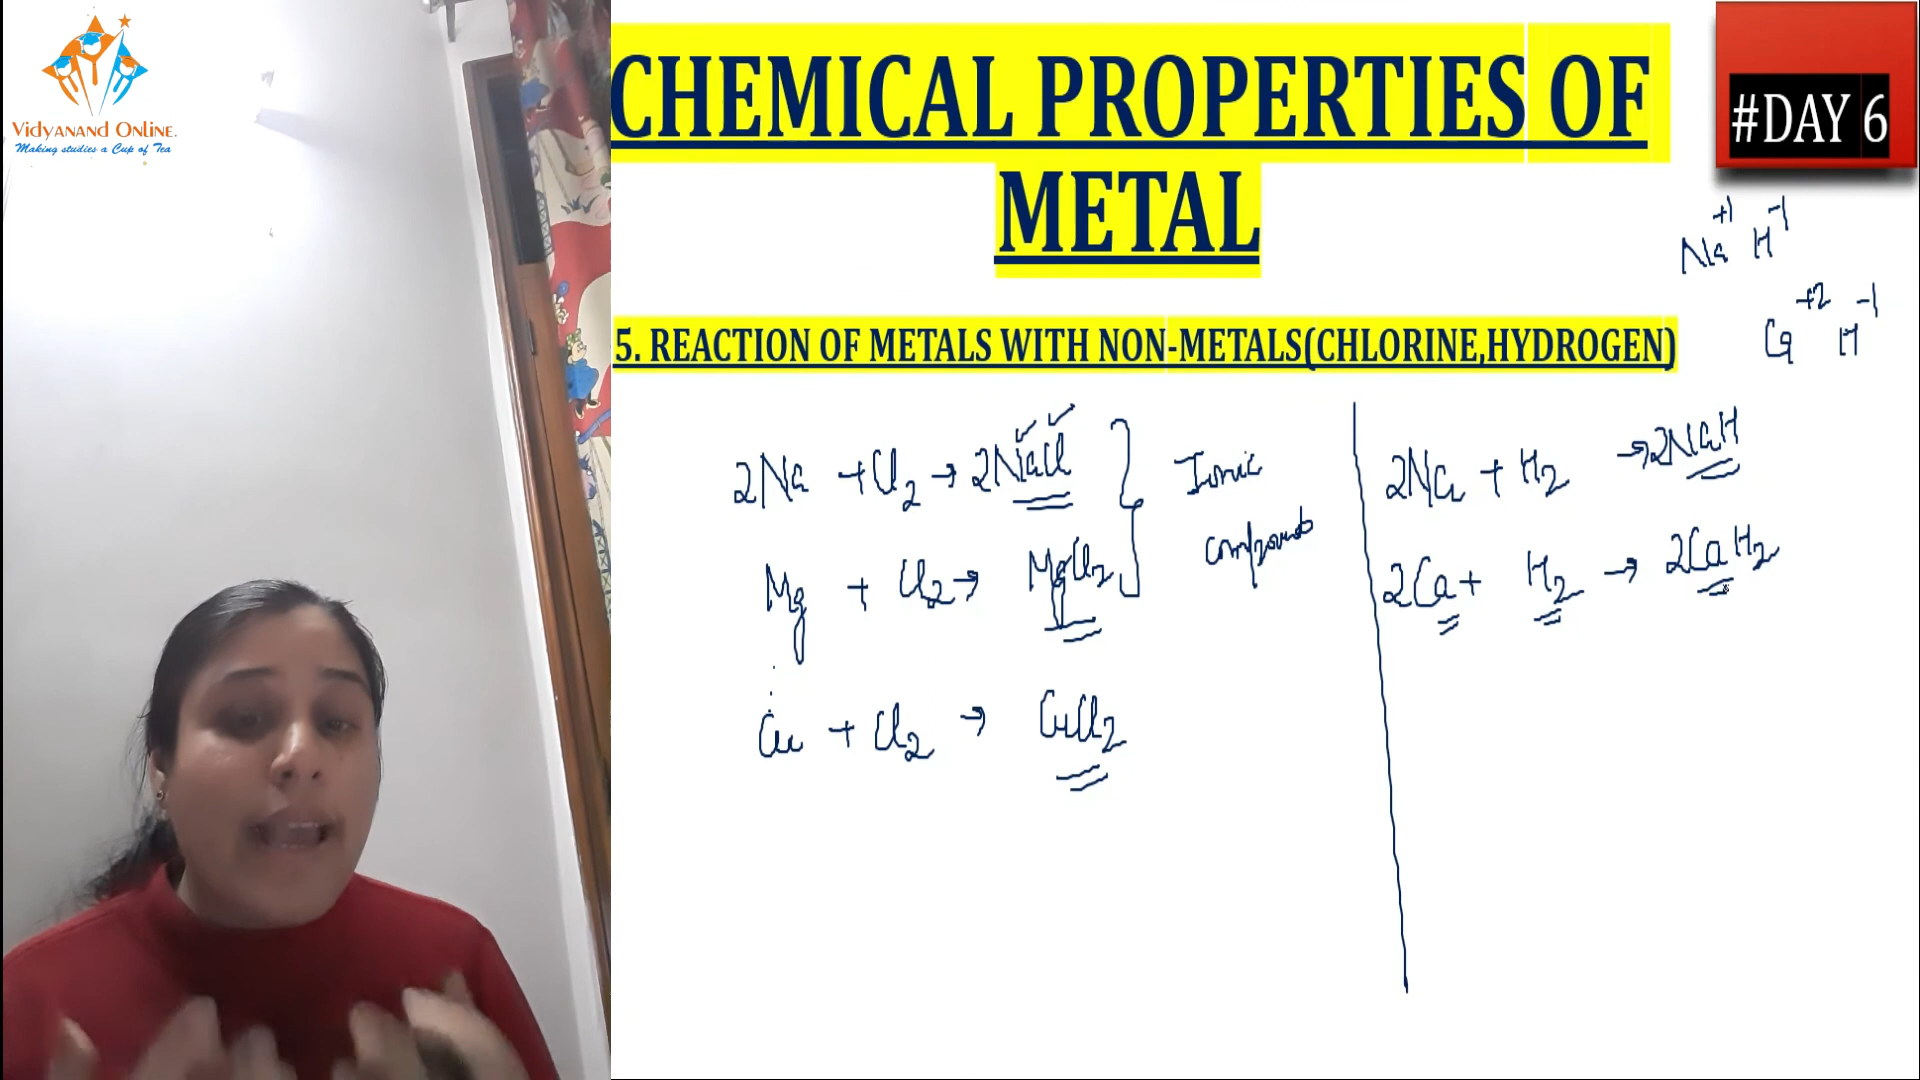 Vidyanand Online.
Making studies a Cup of Tea
CHEMICAL PROPERTIES OF
METAL
#DAY 6
Na+1 H-1
Ca+2 H-1
5. REACTION OF METALS WITH NON-METALS(CHLORINE,HYDROGEN)
2Na + Cl2 → 2NaCl
Mg + Cl2 → MgCl2
Ionic
compounds
Cu + Cl2 → CuCl2
2Na + H2 → 2NaH
2Ca + H2 → 2CaH2